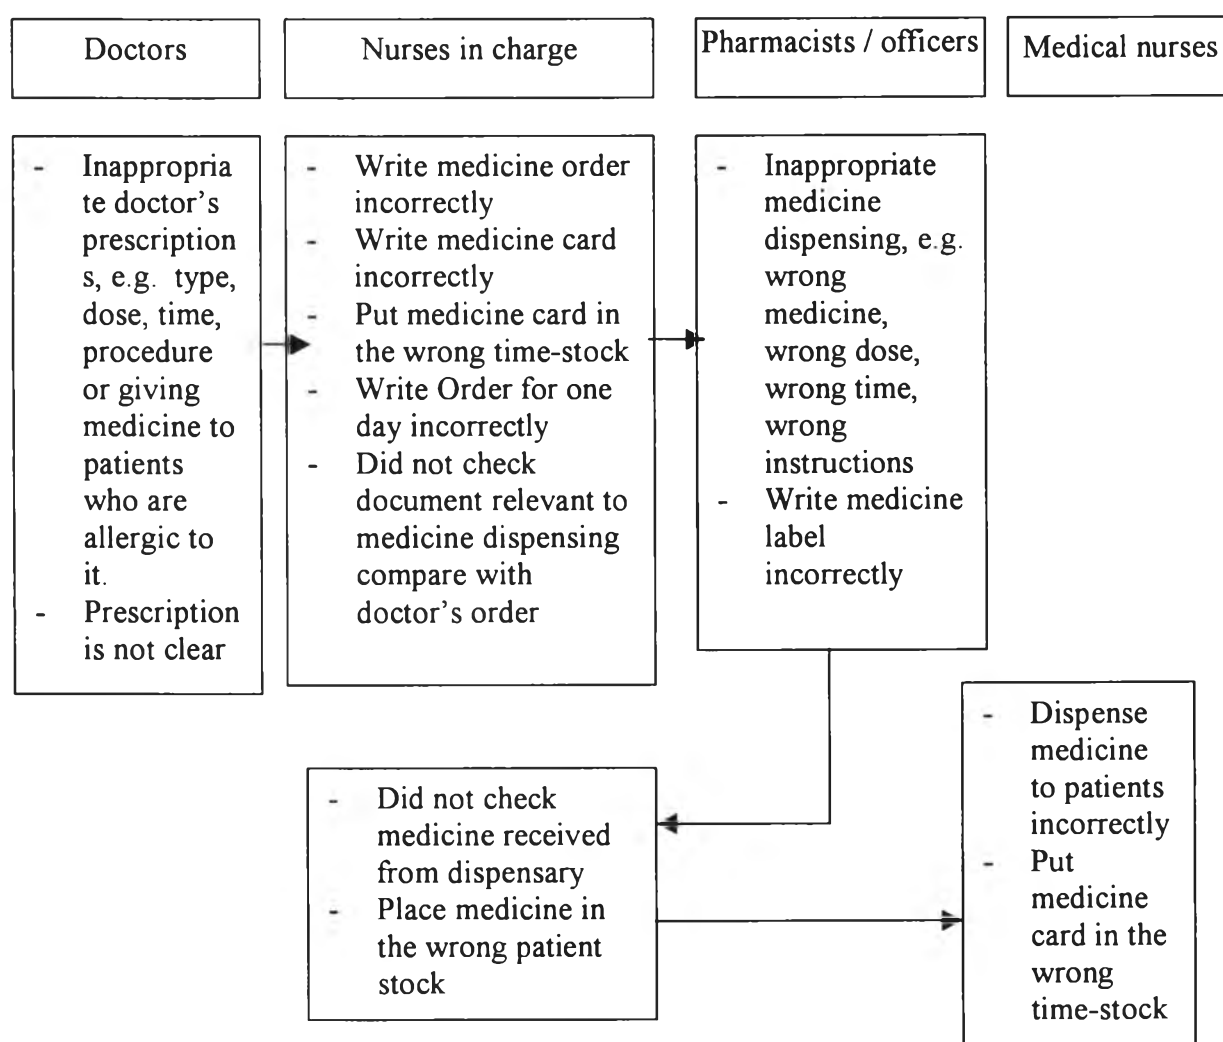 Doctors
Nurses in charge
Pharmacists / officers
Medical nurses
- Inappropria
te doctor's
prescription
s, e.g. type,
dose, time,
procedure
or giving
medicine to
patients
who are
allergic to
it.
- Prescription
is not clear
- Write medicine order
incorrectly
- Write medicine card
incorrectly
- Put medicine card in
the wrong time-stock
- Write Order for one
day incorrectly
- Did not check
document relevant to
medicine dispensing
compare with
doctor's order
- Inappropriate
medicine
dispensing, e.g.
wrong
medicine,
wrong dose,
wrong time,
wrong
instructions
- Write medicine
label
incorrectly
- Did not check
medicine received
from dispensary
- Place medicine in
the wrong patient
stock
- Dispense
medicine
to patients
incorrectly
- Put
medicine
card in the
wrong
time-stock